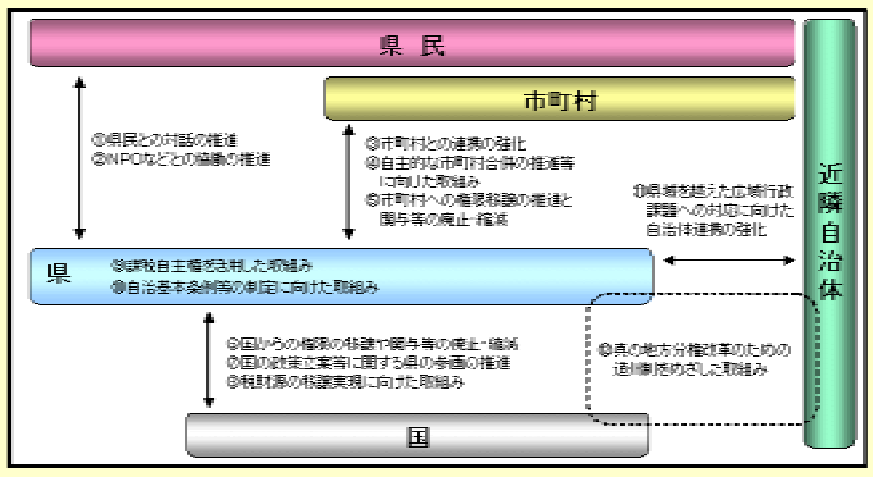 県 民
市町村
①県民との対話の推進
②NPOなどとの協働の推進
③市町村との連携の強化
④自主的な市町村合併の推進等
に向けた取組み
⑤市町村への権限移譲の推進と
関与等の廃止・縮減
⑪県域を越えた広域行政
課題への対応に向けた
自治体連携の強化
近隣自治体
県
⑨課税自主権を活用した取組み
⑩自治基本条例等の制定に向けた取組み
⑥国からの権限の移譲や関与等の廃止・縮減
⑦国の政策立案等に関する県の参画の推進
⑧税財源の移譲実現に向けた取組み
⑫真の地方分権改革のための
道州制をめざした取組み
国